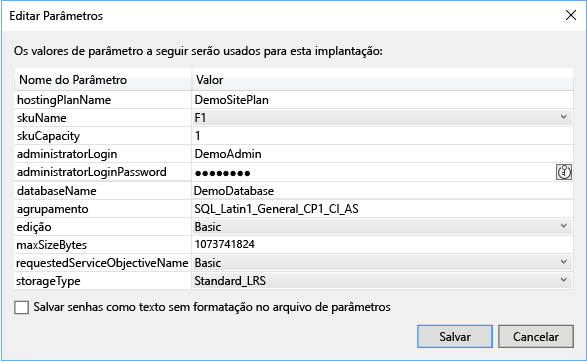 Editar Parâmetros
Os valores de parâmetro a seguir serão usados para esta implantação:
Nome do Parâmetro Valor
hostingPlanName DemoSitePlan
skuName F1
skuCapacity 1
administratorLogin DemoAdmin
administratorLoginPassword ●●●●●●●●
databaseName DemoDatabase
agrupamento SQL_Latin1_General_CP1_CI_AS
edição Basic
maxSizeBytes 1073741824
requestedServiceObjectiveName Basic
storageType Standard_LRS
Salvar senhas como texto sem formatação no arquivo de parâmetros
Salvar Cancelar